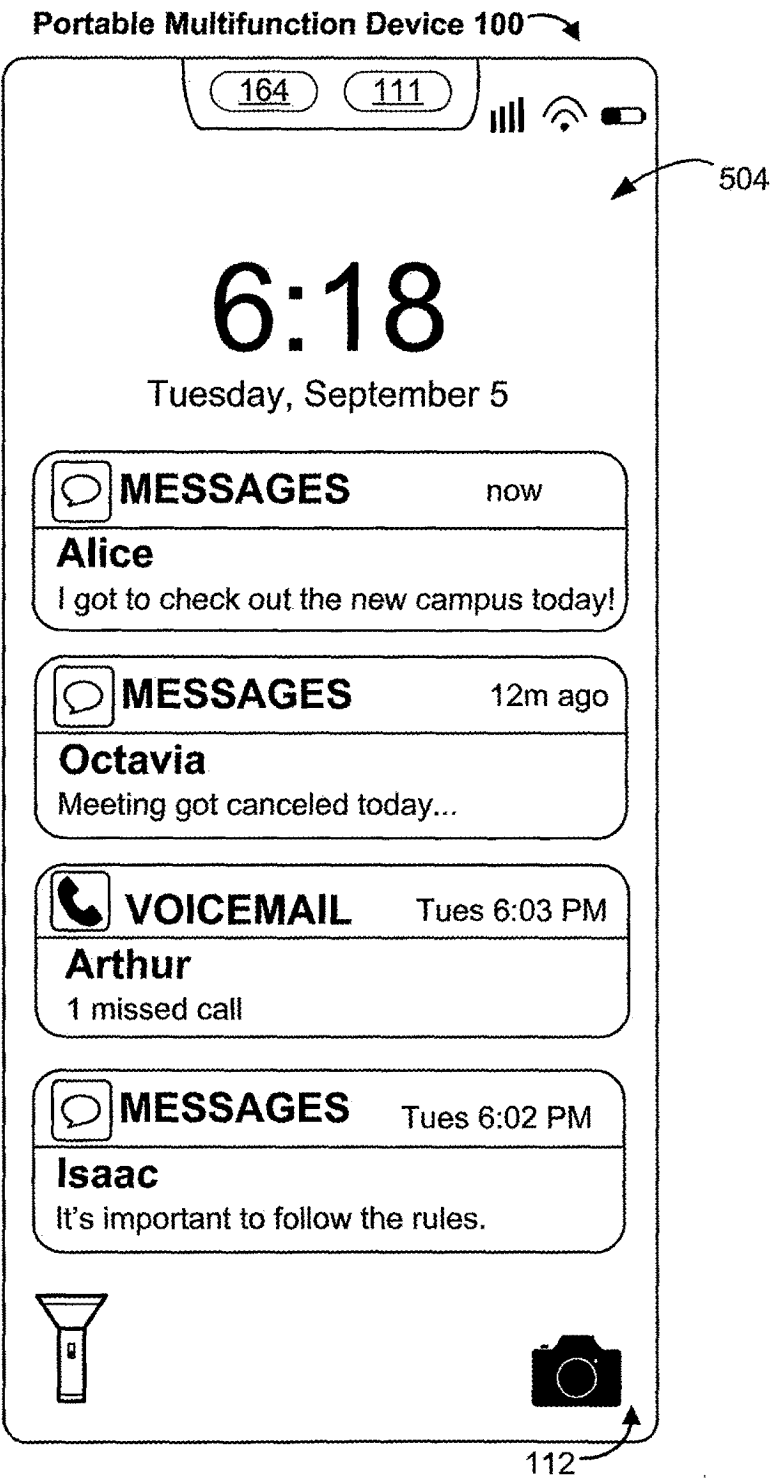 Portable Multifunction Device 100
164 111
504
6:18
Tuesday, September 5
MESSAGES now
Alice
I got to check out the new campus today!
MESSAGES 12m ago
Octavia
Meeting got canceled today...
VOICEMAIL Tues 6:03 PM
Arthur
1 missed call
MESSAGES Tues 6:02 PM
Isaac
It's important to follow the rules.
112